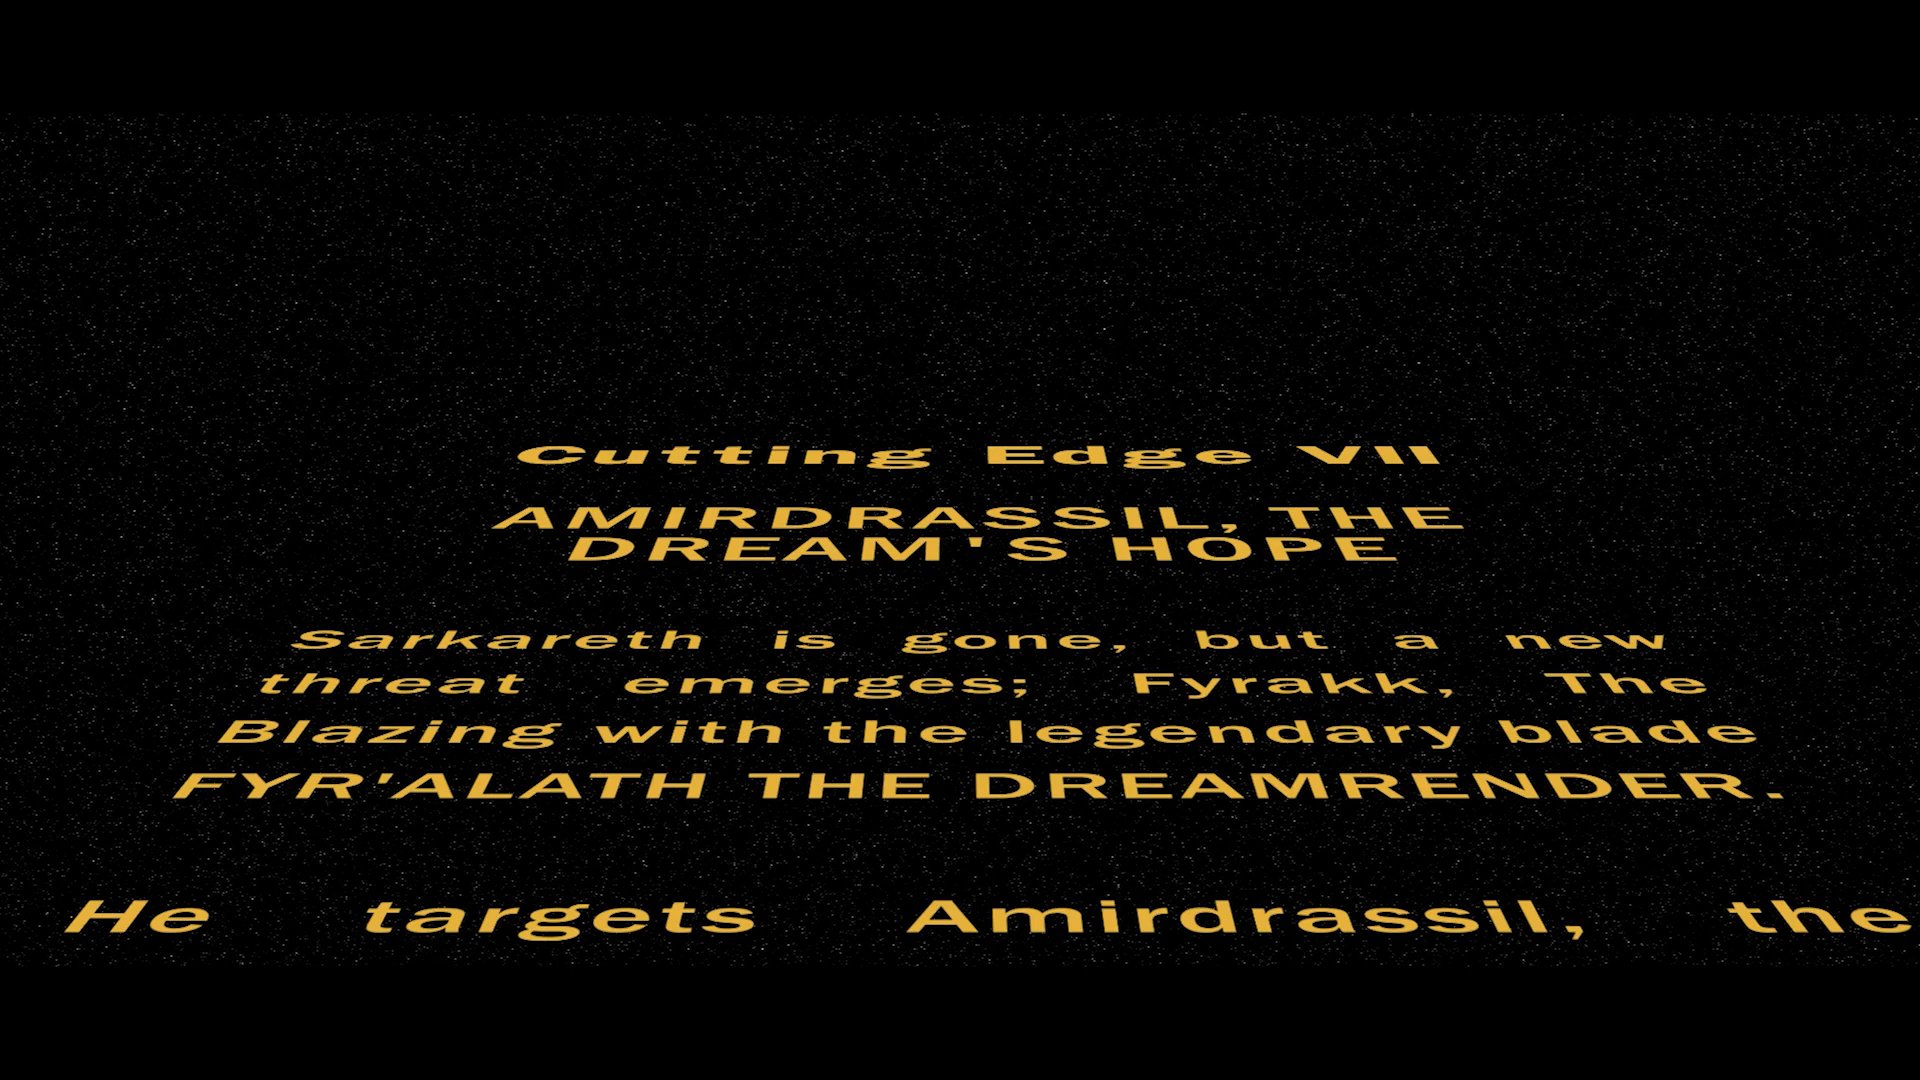 Cutting Edge VII
AMIRDRASSIL, THE
DREAM'S HOPE
Sarkareth is gone, but a new
threat emerges; Fyrakk, The
Blazing with the legendary blade
FYR'ALATH THE DREAMRENDER.
He targets Amirdrassil, the